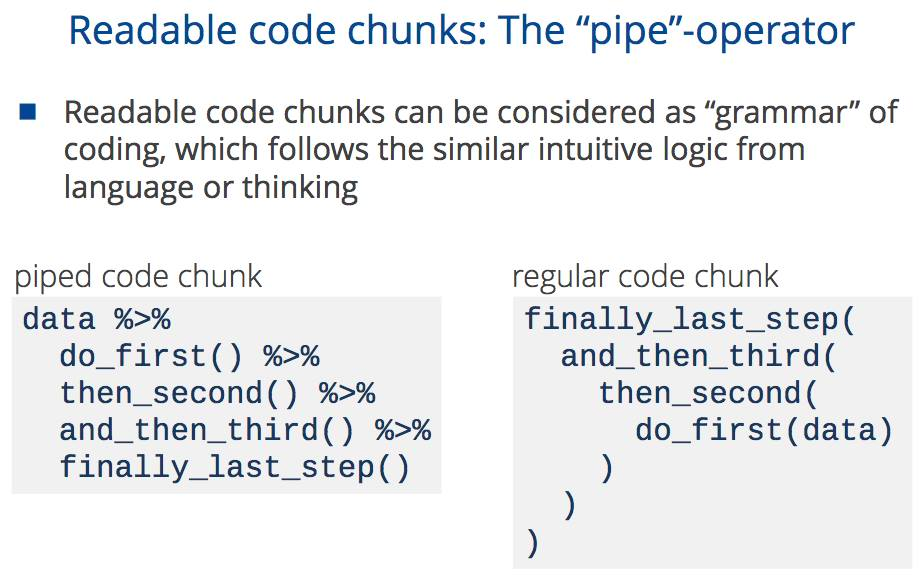 Readable code chunks: The “pipe”-operator
Readable code chunks can be considered as “grammar” of
coding, which follows the similar intuitive logic from
language or thinking
piped code chunk
data %>%
  do_first() %>%
  then_second() %>%
  and_then_third() %>%
  finally_last_step()
regular code chunk
finally_last_step(
  and_then_third(
    then_second(
      do_first(data)
    )
  )
)